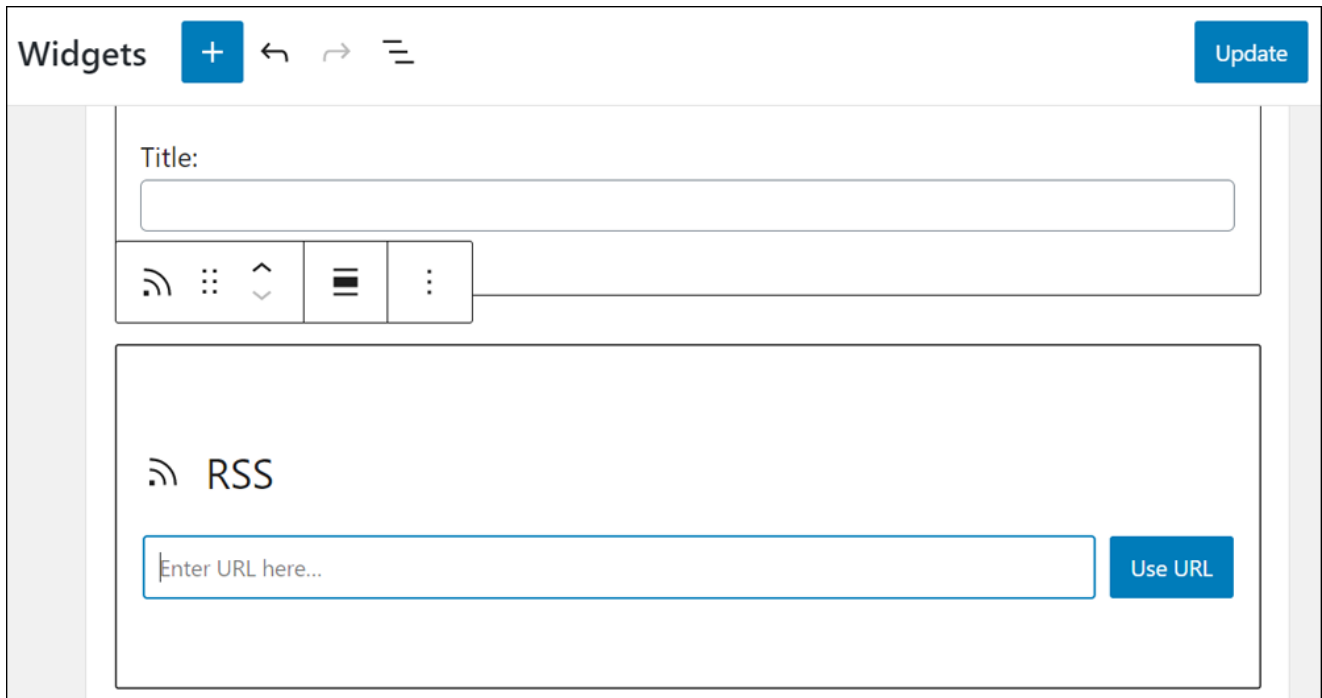 Widgets
Update
Title:
RSS
Enter URL here...
Use URL